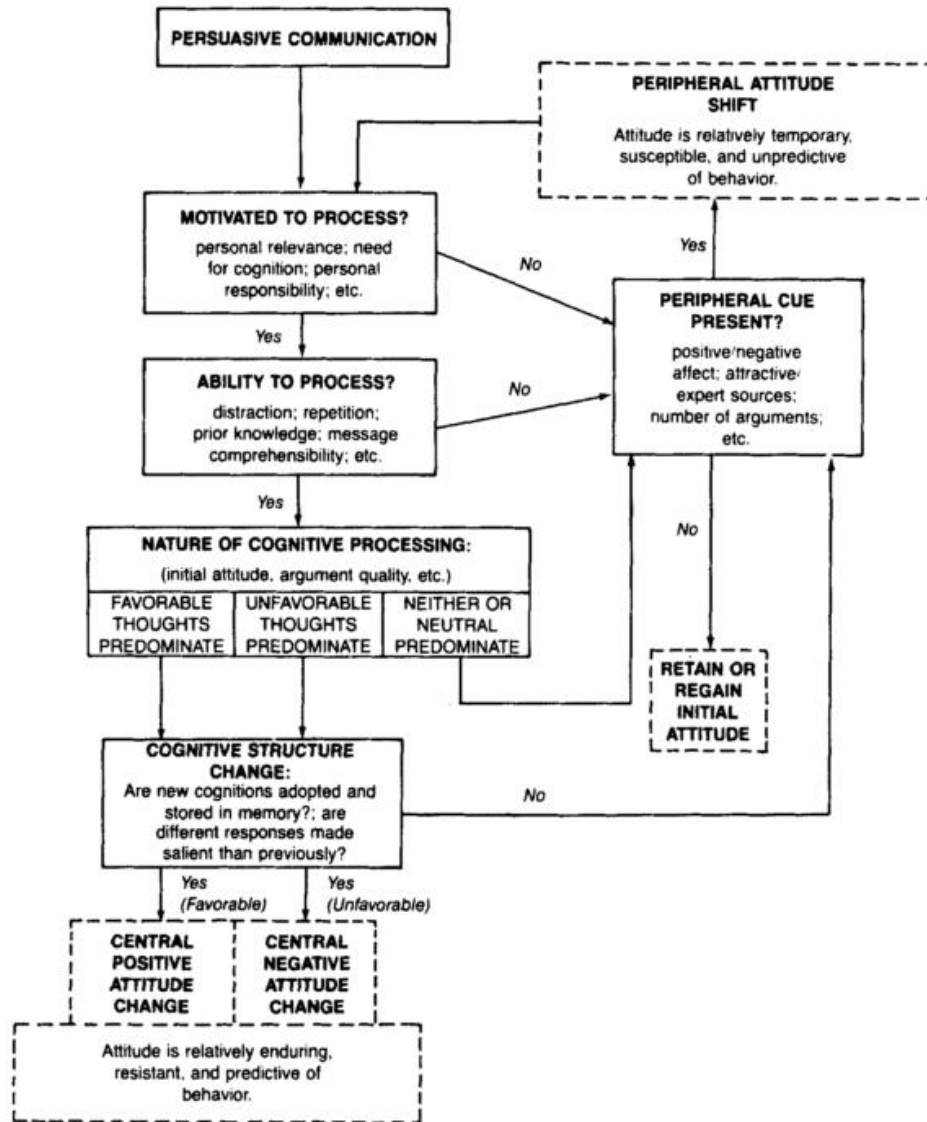 PERSUASIVE COMMUNICATION
PERIPHERAL ATTITUDE
SHIFT
Attitude is relatively temporary,
susceptible, and unpredictive
of behavior.
MOTIVATED TO PROCESS?
personal relevance; need
for cognition; personal
responsibility; etc.
No
Yes
PERIPHERAL CUE
PRESENT?
positive/negative
affect; attractive/
expert sources;
number of arguments;
etc.
Yes
ABILITY TO PROCESS?
distraction; repetition;
prior knowledge; message
comprehensibility; etc.
No
Yes
No
NATURE OF COGNITIVE PROCESSING:
(initial attitude, argument quality, etc.)
FAVORABLE
THOUGHTS
PREDOMINATE
UNFAVORABLE
THOUGHTS
PREDOMINATE
NEITHER OR
NEUTRAL
PREDOMINATE
RETAIN OR
REGAIN
INITIAL
ATTITUDE
COGNITIVE STRUCTURE
CHANGE:
Are new cognitions adopted and
stored in memory?; are
different responses made
salient than previously?
No
Yes
(Favorable)
Yes
(Unfavorable)
CENTRAL
POSITIVE
ATTITUDE
CHANGE
CENTRAL
NEGATIVE
ATTITUDE
CHANGE
Attitude is relatively enduring,
resistant, and predictive of
behavior.